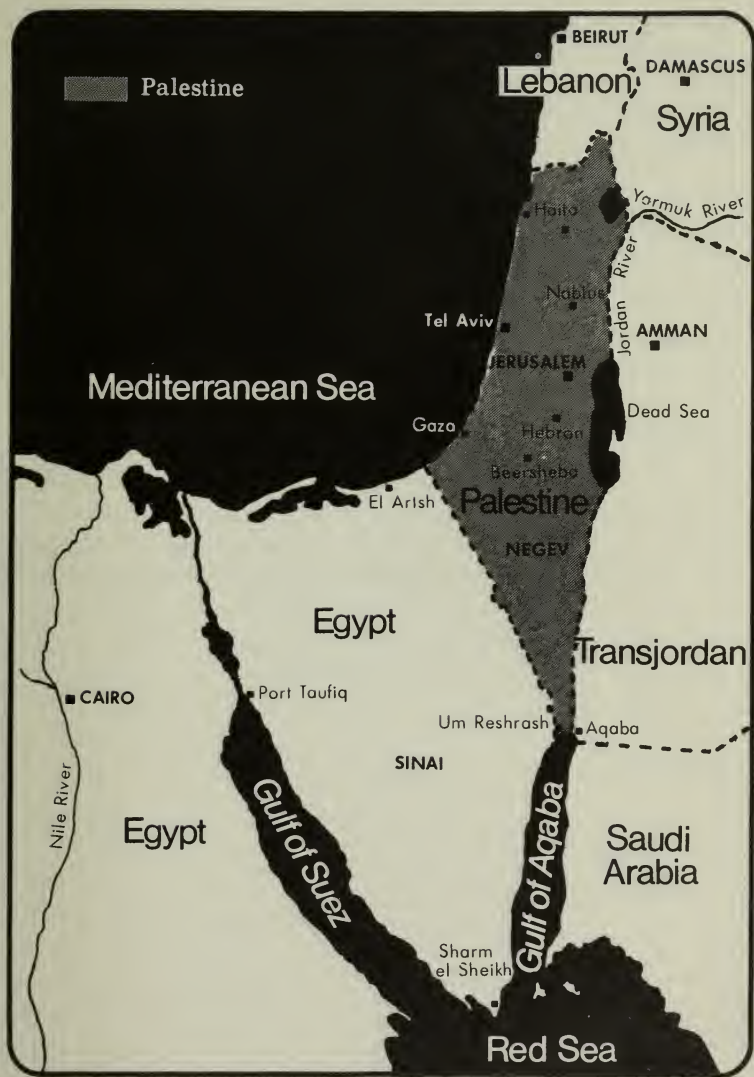 BEIRUT
Lebanon
DAMASCUS
Syria
Palestine
Yarmuk River
Haifa
Jordan River
Nablus
Tel Aviv
AMMAN
JERUSALEM
Mediterranean Sea
Dead Sea
Gaza
Hebron
Beersheba
El Arish
Palestine
NEGEV
Egypt
Transjordan
CAIRO
Port Taufiq
Um Reshrash
Aqaba
SINAI
Nile River
Egypt
Gulf of Suez
Gulf of Aqaba
Saudi
Arabia
Sharm
el Sheikh
Red Sea